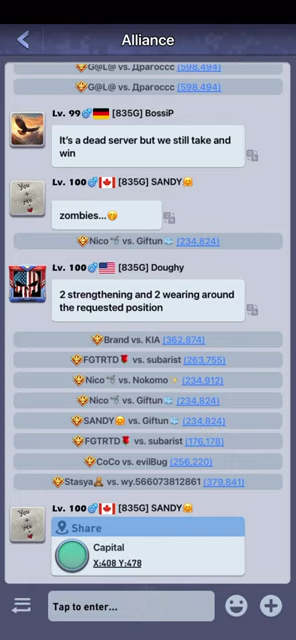 Alliance
G@L@ vs. Драгоссс (598,494)
G@L@ vs. Драгоссс (598,494)
Lv. 99 [835G] BossiP
It's a dead server but we still take and
win
Lv. 100 [835G] SANDY
zombies...
Nico vs. Giftun (234,824)
Lv. 100 [835G] Doughy
2 strengthening and 2 wearing around
the requested position
Brand vs. KIA (362,874)
FGTRTD vs. subarist (263,755)
Nico vs. Nokomo (234,912)
Nico vs. Giftun (234,824)
SANDY vs. Giftun (234,824)
FGTRTD vs. subarist (176,178)
CoCo vs. evilBug (256,220)
Stasya vs. wy.566073812861 (379,841)
Lv. 100 [835G] SANDY
Share
Capital
X:408 Y:478
Tap to enter...